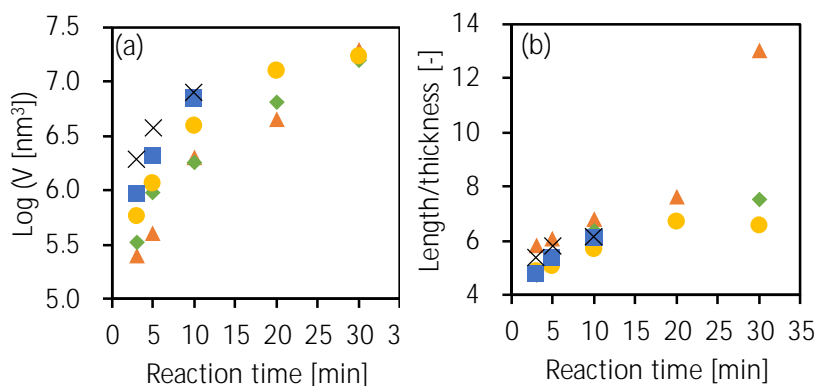 (a)
Log (V [nm³])
7.5
7.0
6.5
6.0
5.5
5.0
0 5 10 15 20 25 30 3
Reaction time [min]
(b)
Length/thickness [-]
14
12
10
8
6
4
0 5 10 15 20 25 30 35
Reaction time [min]